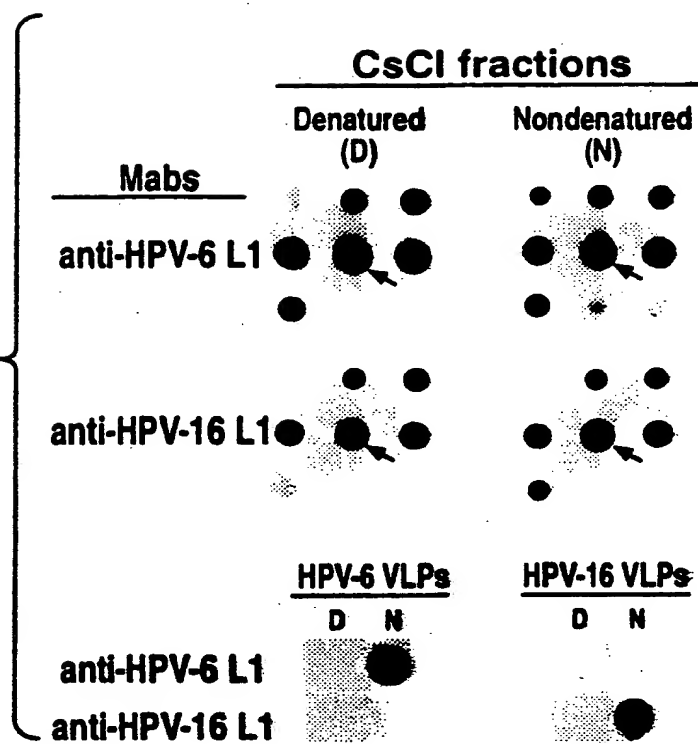 CsCl fractions
Denatured
(D)
Nondenatured
(N)
Mabs
anti-HPV-6 L1
anti-HPV-16 L1
HPV-6 VLPs
HPV-16 VLPs
D N
D N
anti-HPV-6 L1
anti-HPV-16 L1